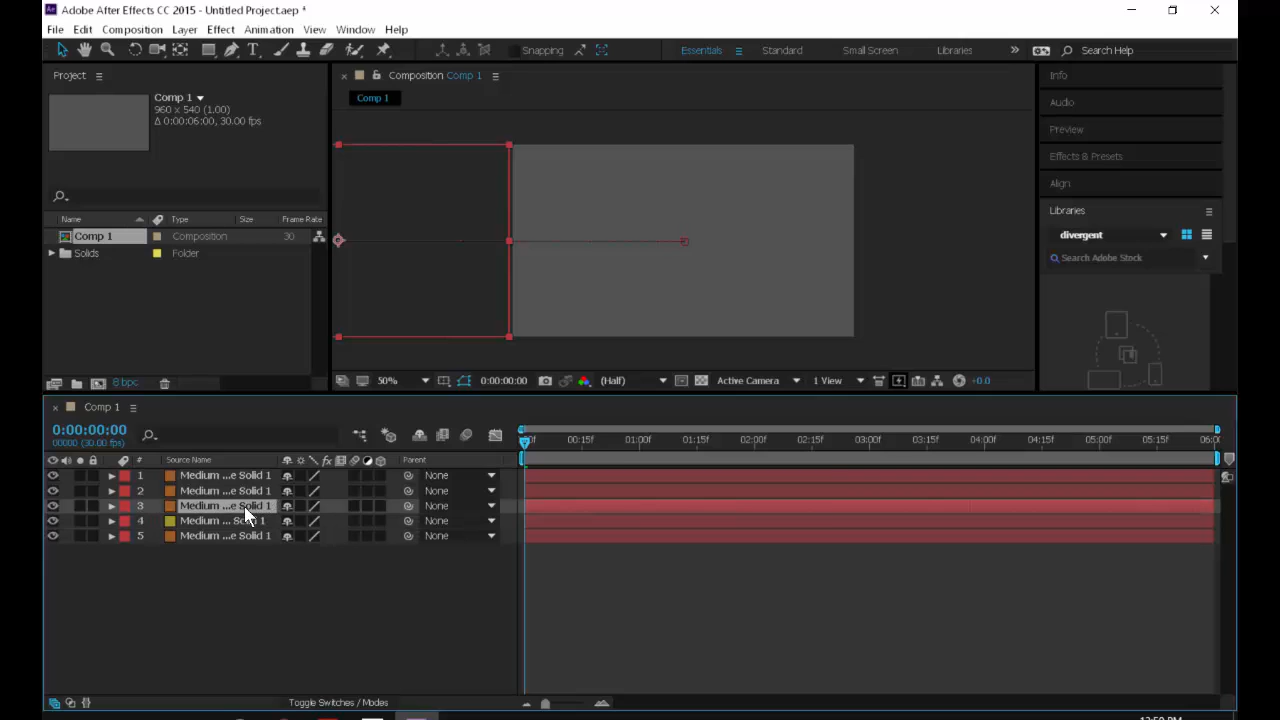 Ae Adobe After Effects CC 2015 - Untitled Project.aep *
File Edit Composition Layer Effect Animation View Window Help
Snapping Essentials Standard Small Screen Libraries Search Help
Project
Comp 1
960 x 540 (1.00)
Δ 0:00:06:00, 30.00 fps
Name Type Size Frame Rate
Comp 1 Composition 30
Solids Folder
8 bpc
Composition Comp 1
Comp 1
50% 0:00:00:00 (Half) Active Camera 1 View +0.0
Info
Audio
Preview
Effects & Presets
Align
Libraries
divergent
Search Adobe Stock
Comp 1
0:00:00:00
00000 (30.00 fps)
00:15f 01:00f 01:15f 02:00f 02:15f 03:00f 03:15f 04:00f 04:15f 05:00f 05:15f
# Source Name Parent
1 Medium ...e Solid 1 None
2 Medium ...e Solid 1 None
3 Medium ...e Solid 1 None
4 Medium ... 1 None
5 Medium ...e Solid 1 None
Toggle Switches / Modes